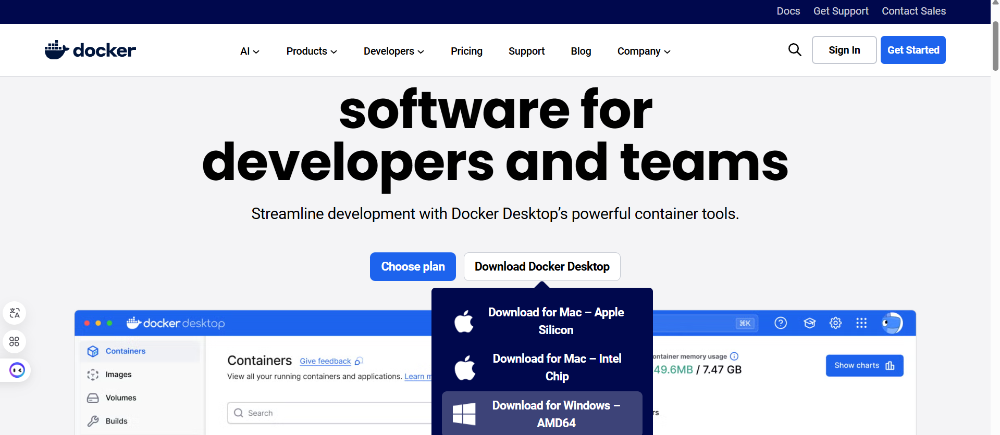 Docs Get Support Contact Sales
docker AI Products Developers Pricing Support Blog Company Sign In Get Started
software for
developers and teams
Streamline development with Docker Desktop’s powerful container tools.
Choose plan Download Docker Desktop
Download for Mac – Apple
Silicon
Download for Mac – Intel
Chip
Download for Windows –
AMD64
docker desktop
⌘K
Containers
Images
Volumes
Builds
Containers Give feedback
View all your running containers and applications. Learn
Search
ontainer memory usage
49.6MB / 7.47 GB
Show charts
rs